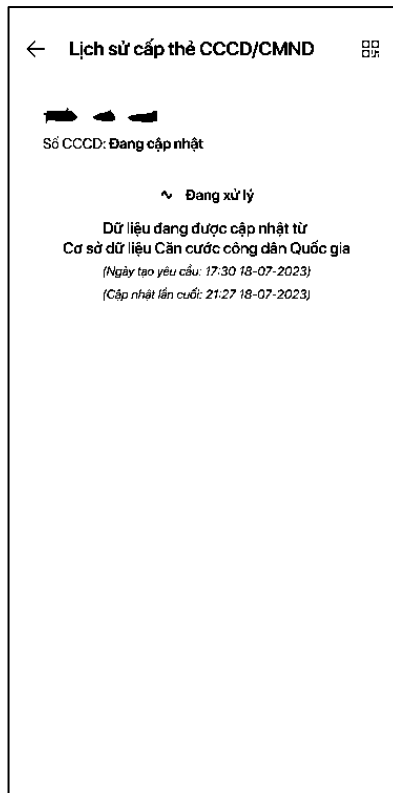 Lịch sử cấp thẻ CCCD/CMND
Số CCCD: Đang cập nhật
Đang xử lý
Dữ liệu đang được cập nhật từ
Cơ sở dữ liệu Căn cước công dân Quốc gia
(Ngày tạo yêu cầu: 17:30 18-07-2023)
(Cập nhật lần cuối: 21:27 18-07-2023)